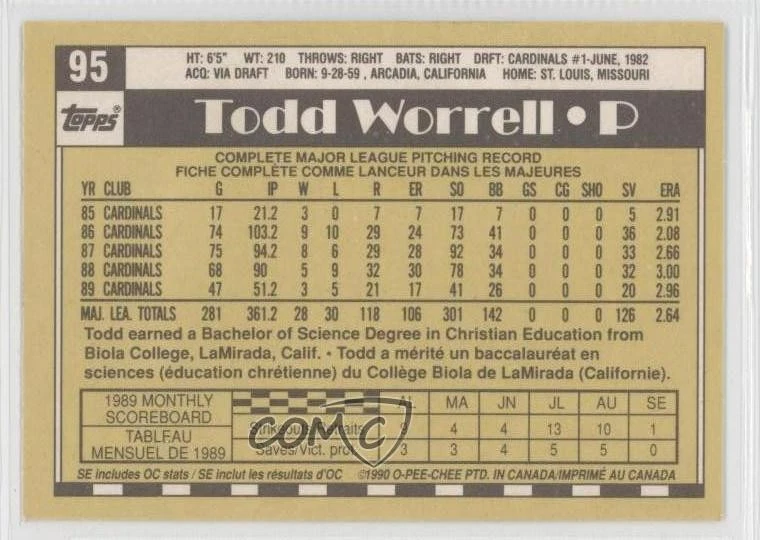 95
HT: 6'5" WT: 210 THROWS: RIGHT BATS: RIGHT DRFT: CARDINALS #1-JUNE, 1982
ACQ: VIA DRAFT BORN: 9-28-59 , ARCADIA, CALIFORNIA HOME: ST. LOUIS, MISSOURI
Topps®
Todd Worrell • P
COMPLETE MAJOR LEAGUE PITCHING RECORD
FICHE COMPLÈTE COMME LANCEUR DANS LES MAJEURES
YR CLUB G IP W L R ER SO BB GS CG SHO SV ERA
85 CARDINALS 17 21.2 3 0 7 7 17 7 0 0 0 5 2.91
86 CARDINALS 74 103.2 9 10 29 24 73 41 0 0 0 36 2.08
87 CARDINALS 75 94.2 8 6 29 28 92 34 0 0 0 33 2.66
88 CARDINALS 68 90 5 9 32 30 78 34 0 0 0 32 3.00
89 CARDINALS 47 51.2 3 5 21 17 41 26 0 0 0 20 2.96
MAJ. LEA. TOTALS 281 361.2 28 30 118 106 301 142 0 0 0 126 2.64
Todd earned a Bachelor of Science Degree in Christian Education from
Biola College, LaMirada, Calif. • Todd a mérité un baccalauréat en
sciences (éducation chrétienne) du Collège Biola de LaMirada (Californie).
1989 MONTHLY
SCOREBOARD
TABLEAU
MENSUEL DE 1989
AL MA JN JL AU SE
Strikeouts/Retraits 4 4 13 10 1
Saves/Vict. pro 3 3 4 5 5 0
COMC
SE includes OC stats / SE inclut les résultats d'OC ©1990 O-PEE-CHEE PTD. IN CANADA/IMPRIMÉ AU CANADA